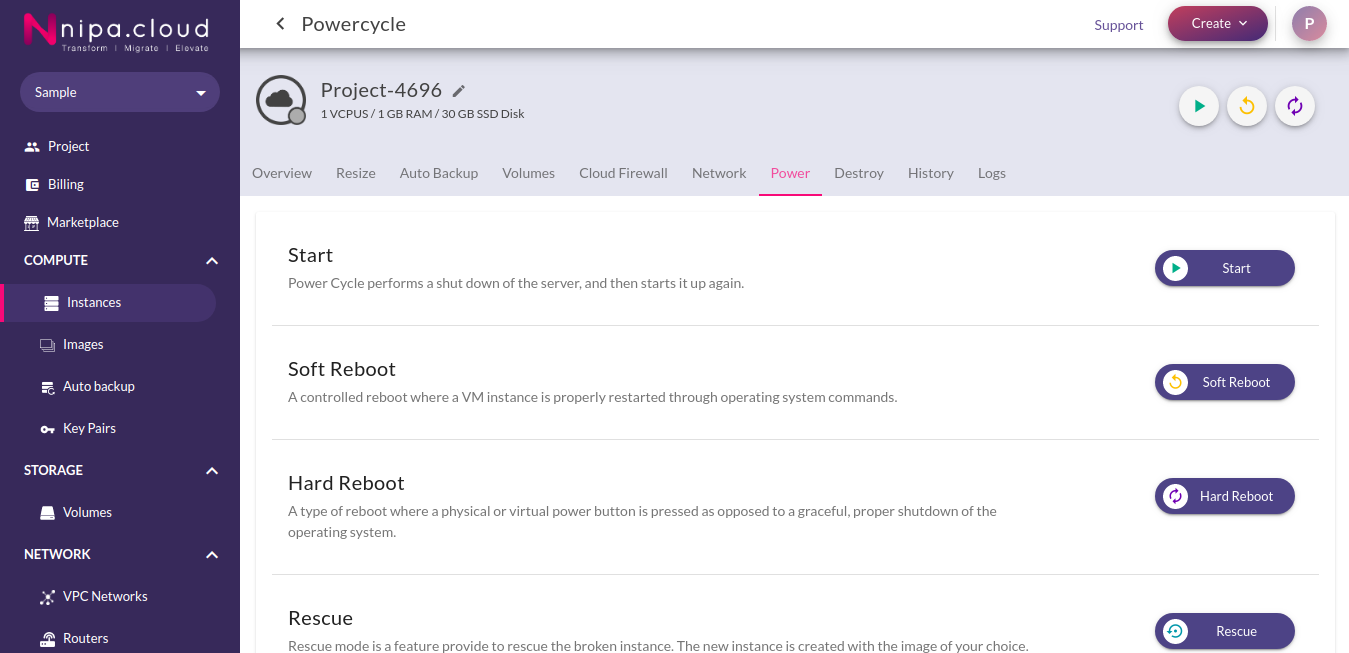 nipa.cloud
Transform | Migrate | Elevate
Sample
Project
Billing
Marketplace
COMPUTE
Instances
Images
Auto backup
Key Pairs
STORAGE
Volumes
NETWORK
VPC Networks
Routers
Powercycle
Support
Create
P
Project-4696
1 VCPUS / 1 GB RAM / 30 GB SSD Disk
Overview Resize Auto Backup Volumes Cloud Firewall Network Power Destroy History Logs
Start
Power Cycle performs a shut down of the server, and then starts it up again.
Start
Soft Reboot
A controlled reboot where a VM instance is properly restarted through operating system commands.
Soft Reboot
Hard Reboot
A type of reboot where a physical or virtual power button is pressed as opposed to a graceful, proper shutdown of the
operating system.
Hard Reboot
Rescue
Rescue mode is a feature provide to rescue the broken instance. The new instance is created with the image of your choice.
Rescue